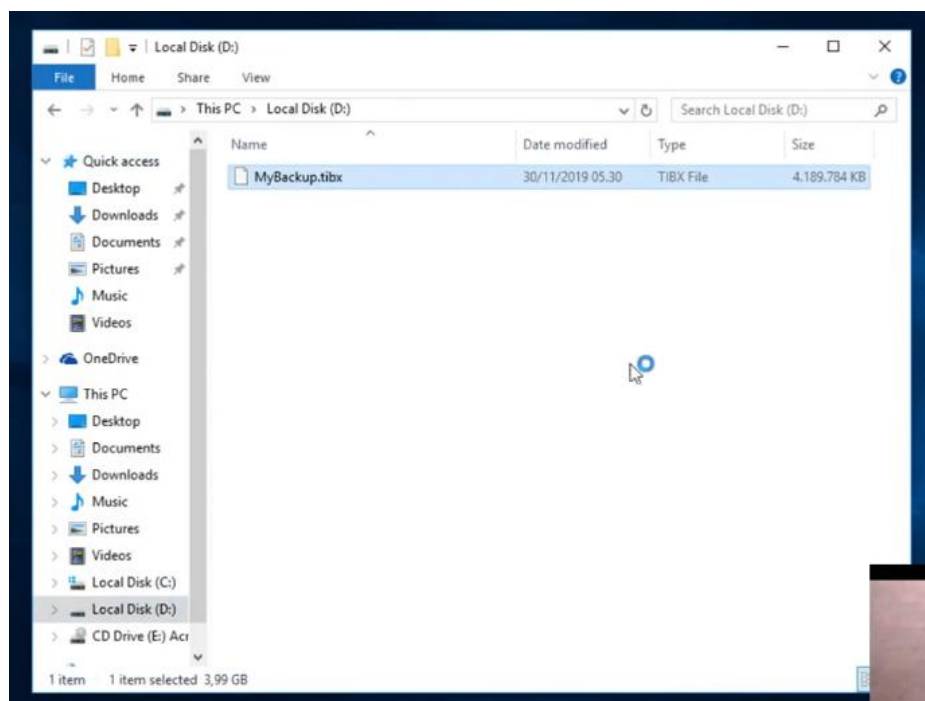 Local Disk (D:)
File Home Share View
This PC > Local Disk (D:)
Search Local Disk (D:)
Name Date modified Type Size
MyBackup.tibx 30/11/2019 05.30 TIBX File 4.189.784 KB
Quick access
Desktop
Downloads
Documents
Pictures
Music
Videos
OneDrive
This PC
Desktop
Documents
Downloads
Music
Pictures
Videos
Local Disk (C:)
Local Disk (D:)
CD Drive (E:) Acr
1 item 1 item selected 3,99 GB